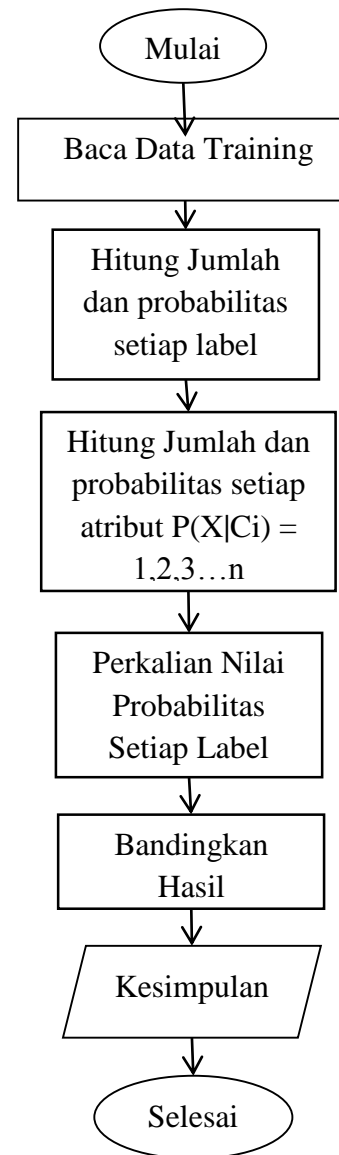 Mulai
Baca Data Training
Hitung Jumlah
dan probabilitas
setiap label
Hitung Jumlah dan
probabilitas setiap
atribut P(X|Ci) =
1,2,3…n
Perkalian Nilai
Probabilitas
Setiap Label
Bandingkan
Hasil
Kesimpulan
Selesai